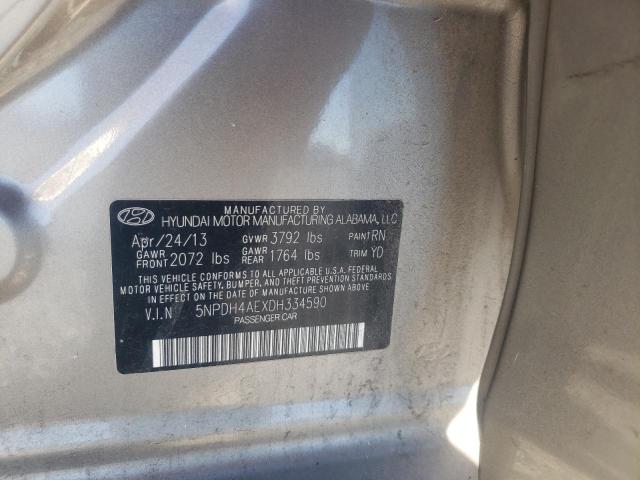 MANUFACTURED BY
HYUNDAI MOTOR MANUFACTURING ALABAMA, LLC
Apr/24/13 GVWR 3792 lbs PAINT RN
GAWR FRONT 2072 lbs GAWR REAR 1764 lbs TRIM YD
THIS VEHICLE CONFORMS TO ALL APPLICABLE U.S.A. FEDERAL
MOTOR VEHICLE SAFETY, BUMPER, AND THEFT PREVENTION
STANDARDS IN EFFECT ON THE DATE OF MANUFACTURE SHOWN ABOVE.
V.I.N 5NPDH4AEXDH334590
PASSENGER CAR